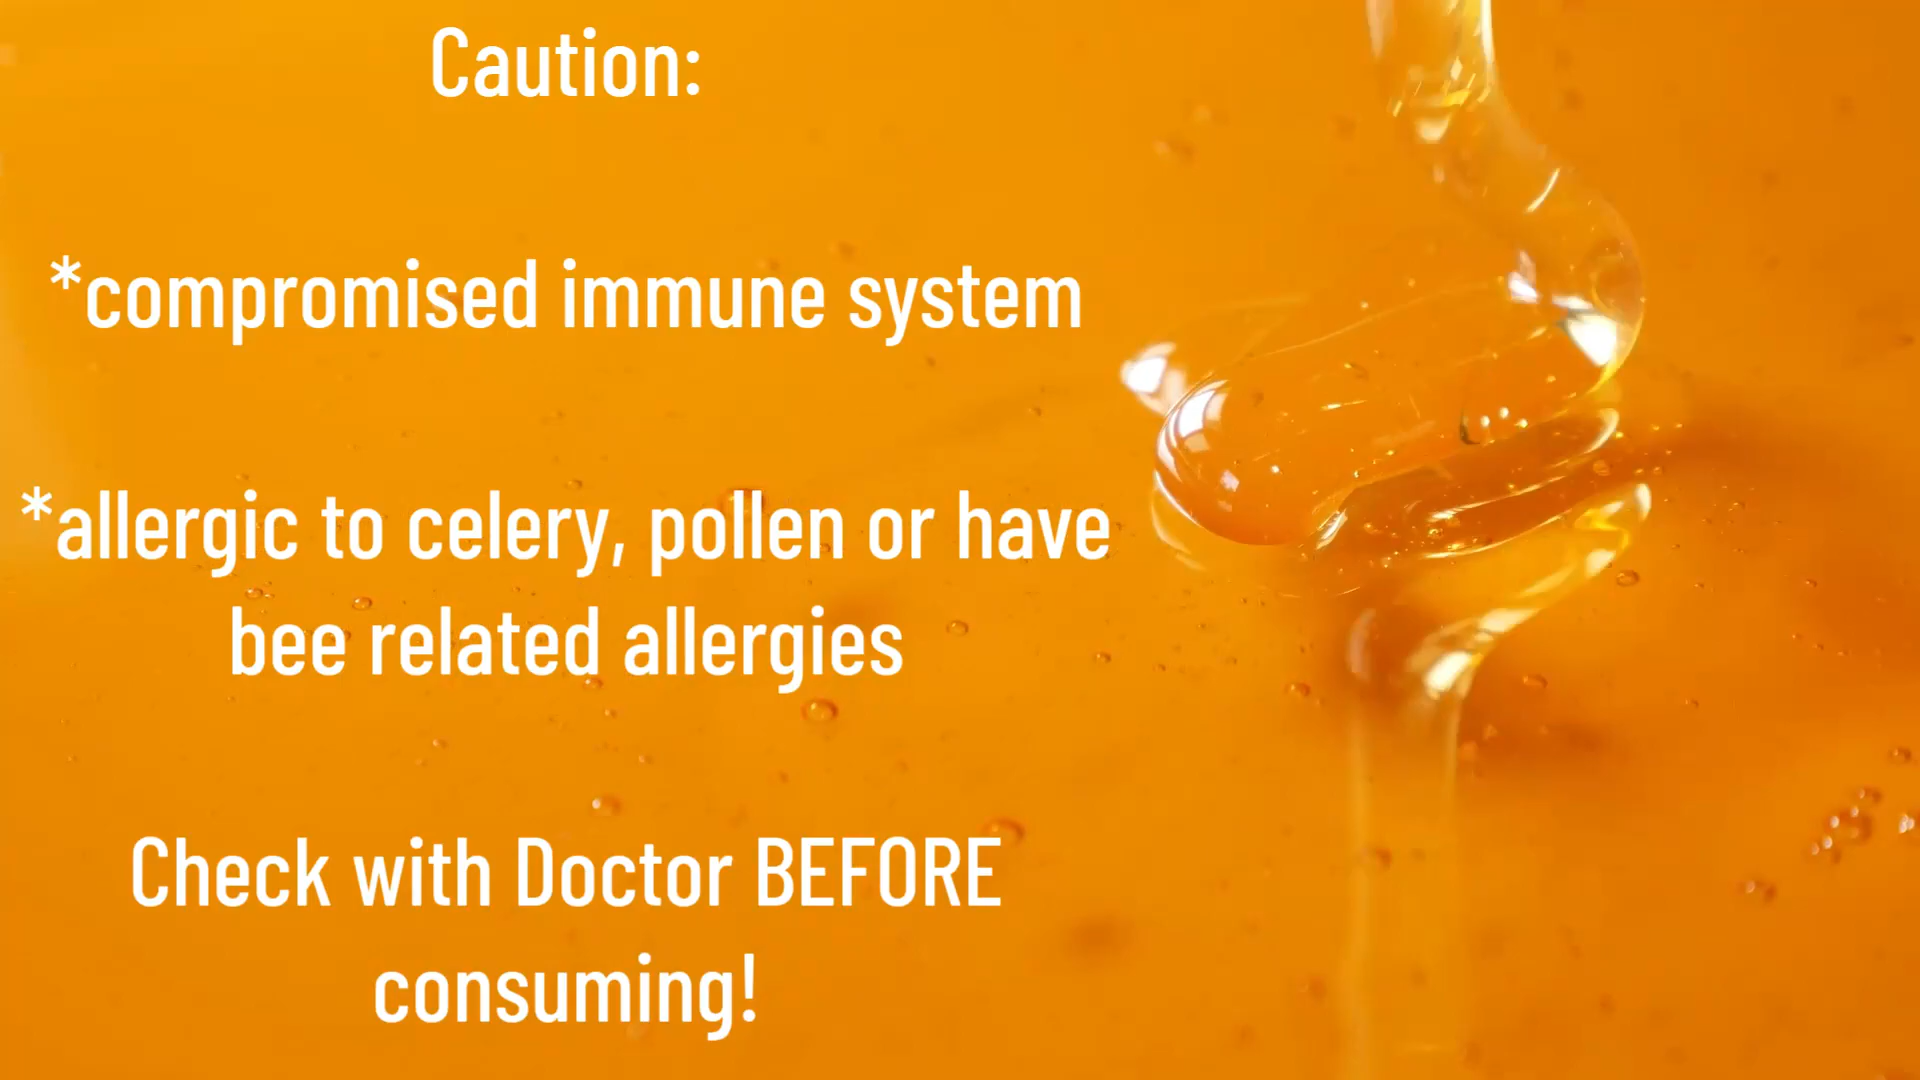 Caution:
*compromised immune system
*allergic to celery, pollen or have
bee related allergies
Check with Doctor BEFORE
consuming!